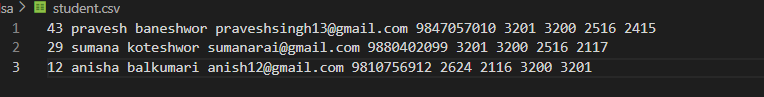 sa > student.csv
1 43 pravesh baneshwor praveshsingh13@gmail.com 9847057010 3201 3200 2516 2415
2 29 sumana koteshwor sumanarai@gmail.com 9880402099 3201 3200 2516 2117
3 12 anisha balkumari anish12@gmail.com 9810756912 2624 2116 3200 3201